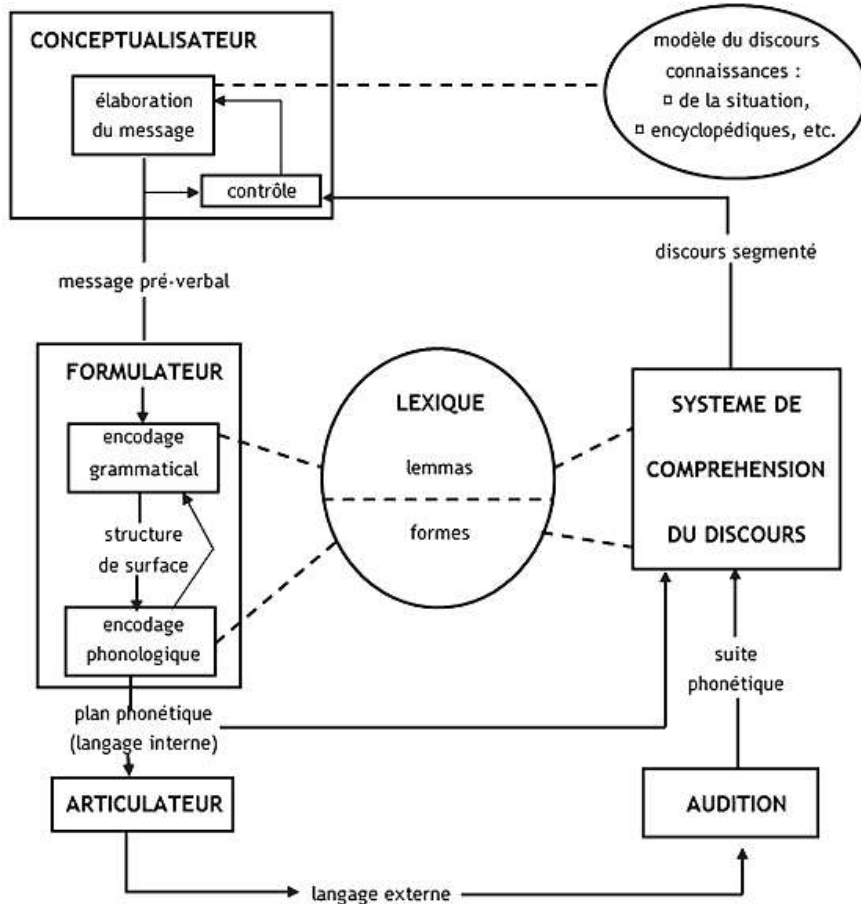 CONCEPTUALISATEUR
élaboration
du message
contrôle
modèle du discours
connaissances :
¤ de la situation,
¤ encyclopédiques, etc.
message pré-verbal
discours segmenté
FORMULATEUR
encodage
grammatical
structure
de surface
encodage
phonologique
LEXIQUE
lemmas
formes
SYSTEME DE
COMPREHENSION
DU DISCOURS
suite
phonétique
plan phonétique
(langage interne)
ARTICULATEUR
AUDITION
langage externe